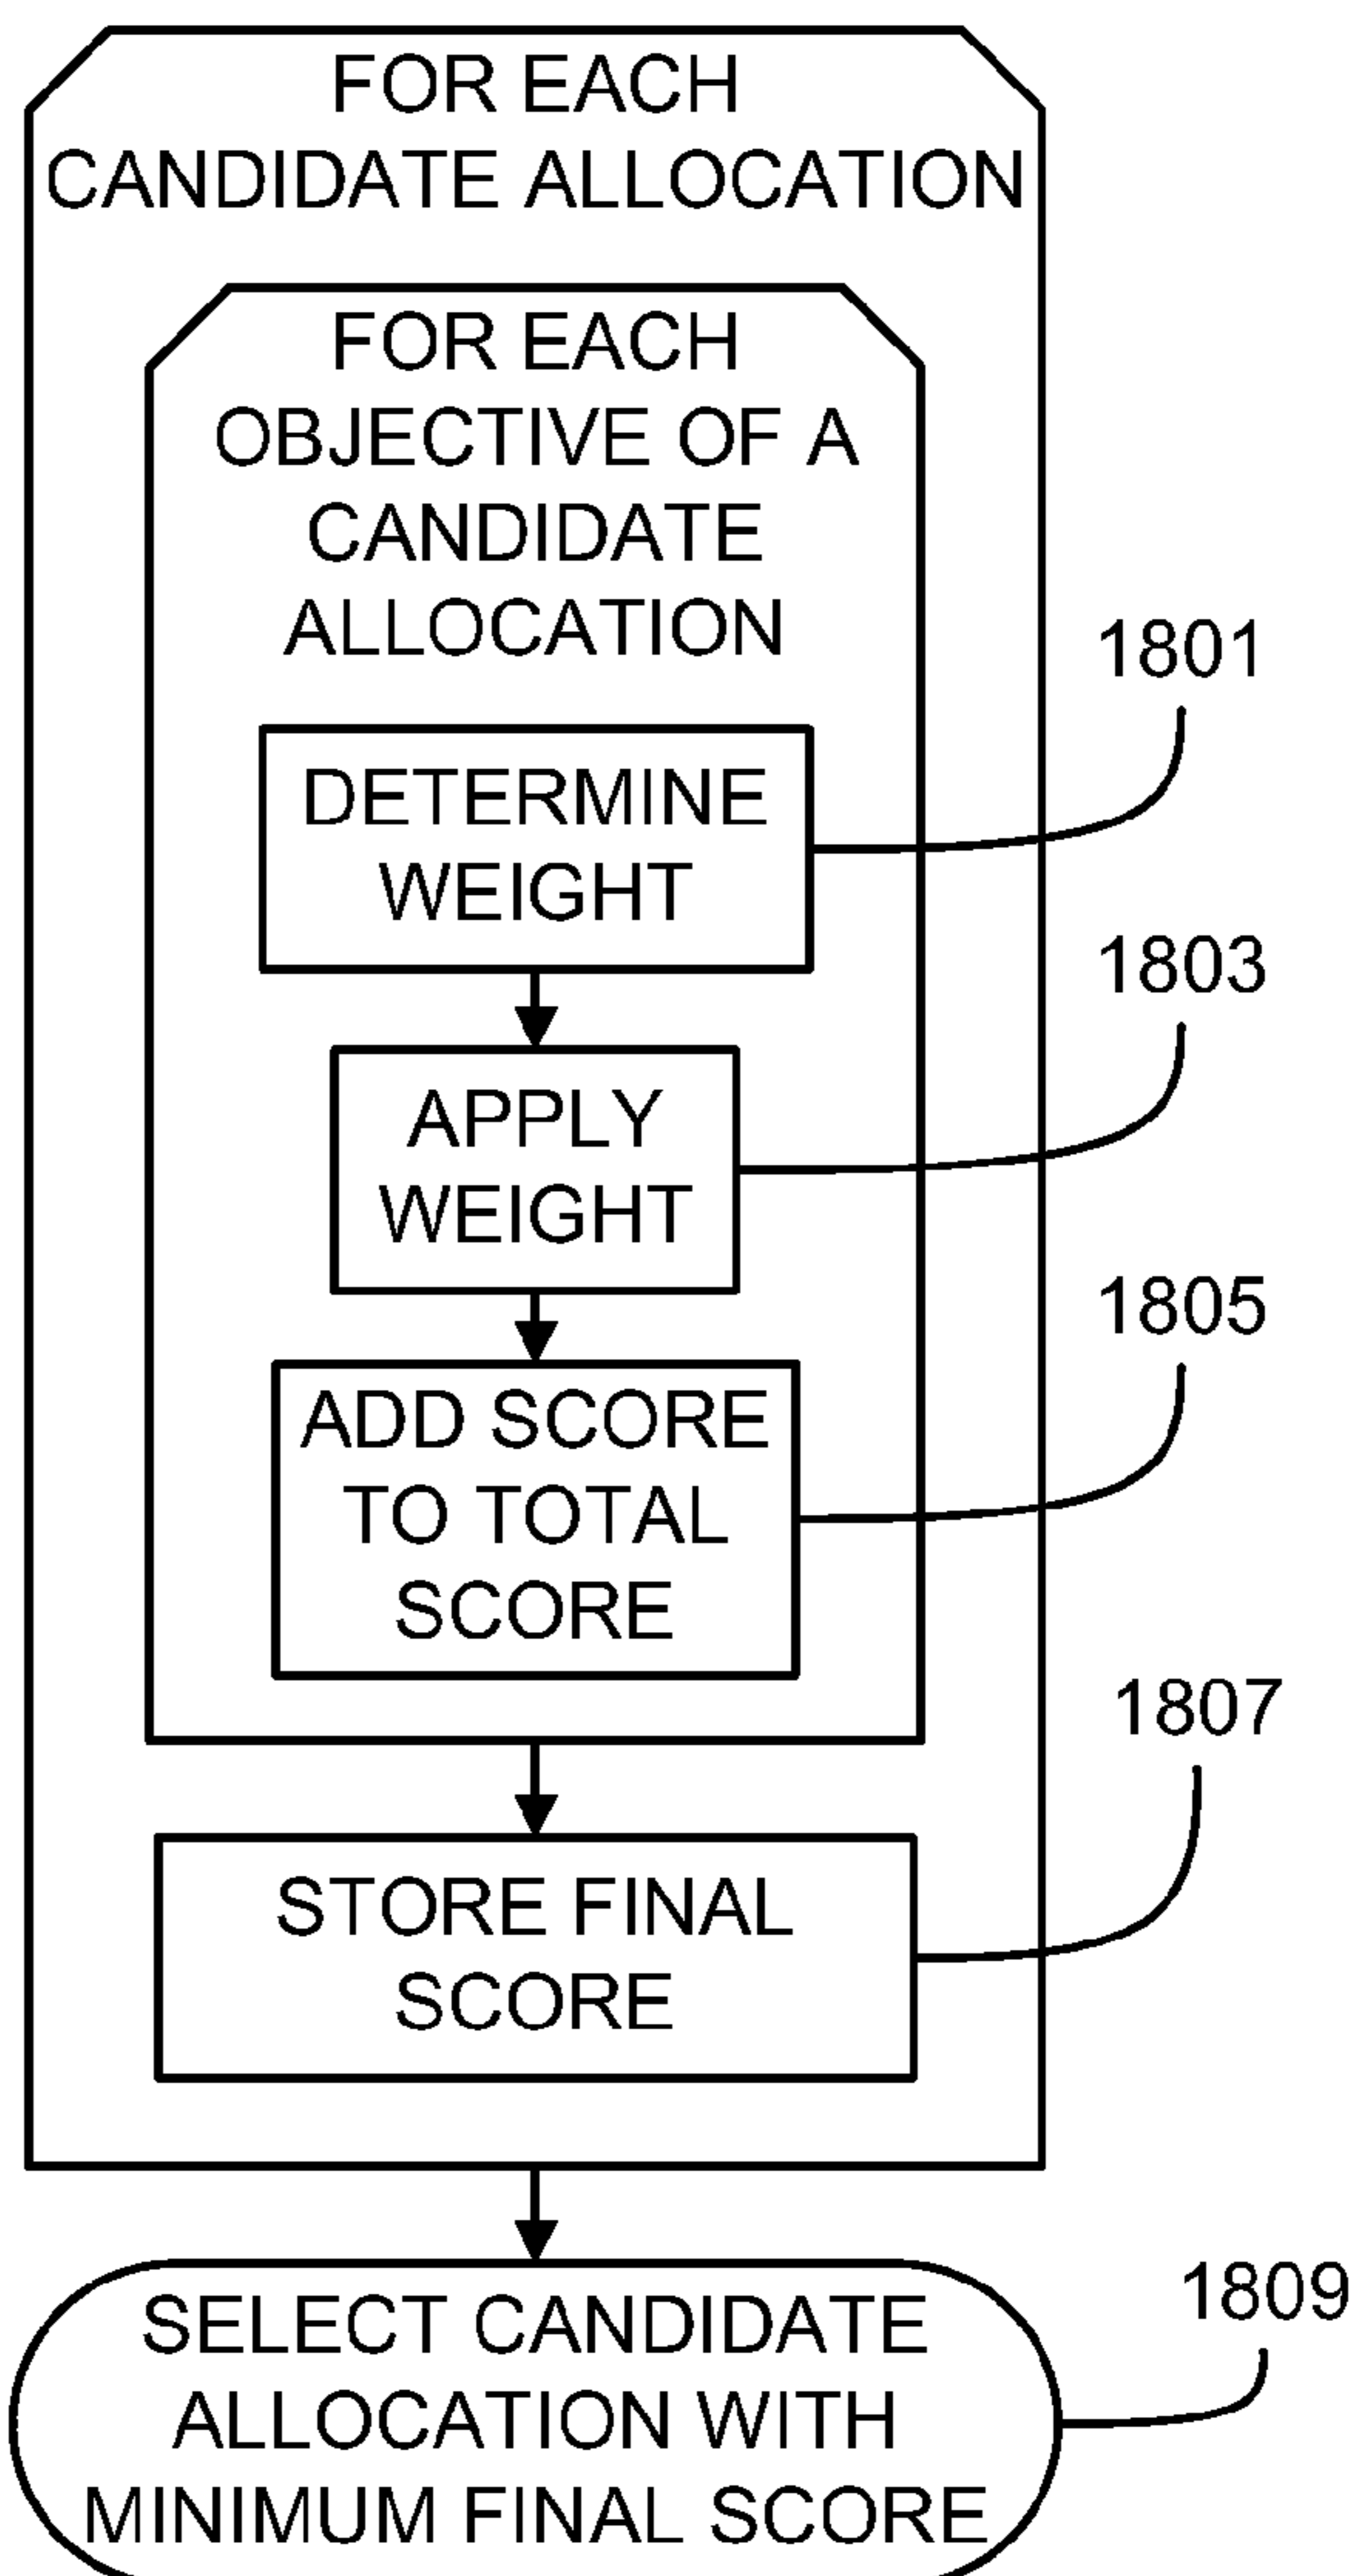 FOR EACH
CANDIDATE ALLOCATION
FOR EACH
OBJECTIVE OF A
CANDIDATE
ALLOCATION
1801
DETERMINE
WEIGHT
1803
APPLY
WEIGHT
1805
ADD SCORE
TO TOTAL
SCORE
1807
STORE FINAL
SCORE
1809
SELECT CANDIDATE
ALLOCATION WITH
MINIMUM FINAL SCORE